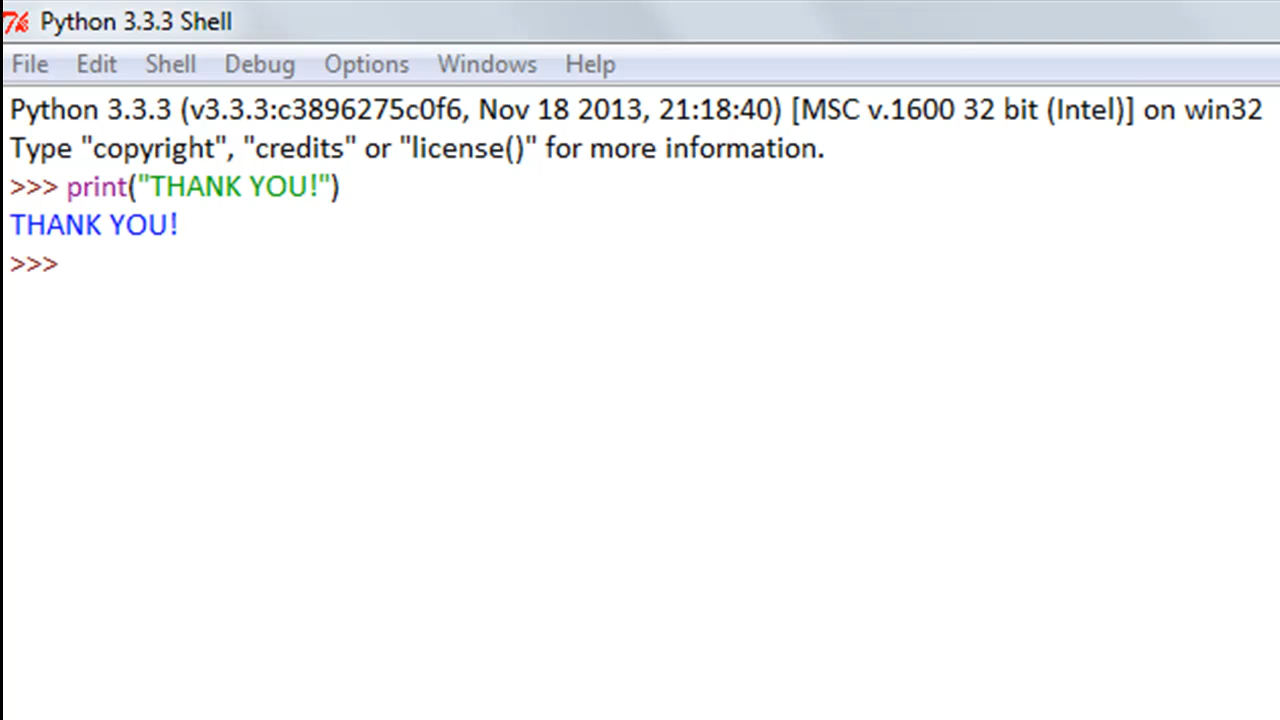 Python 3.3.3 Shell
File Edit Shell Debug Options Windows Help
Python 3.3.3 (v3.3.3:c3896275c0f6, Nov 18 2013, 21:18:40) [MSC v.1600 32 bit (Intel)] on win32
Type "copyright", "credits" or "license()" for more information.
>>> print("THANK YOU!")
THANK YOU!
>>>